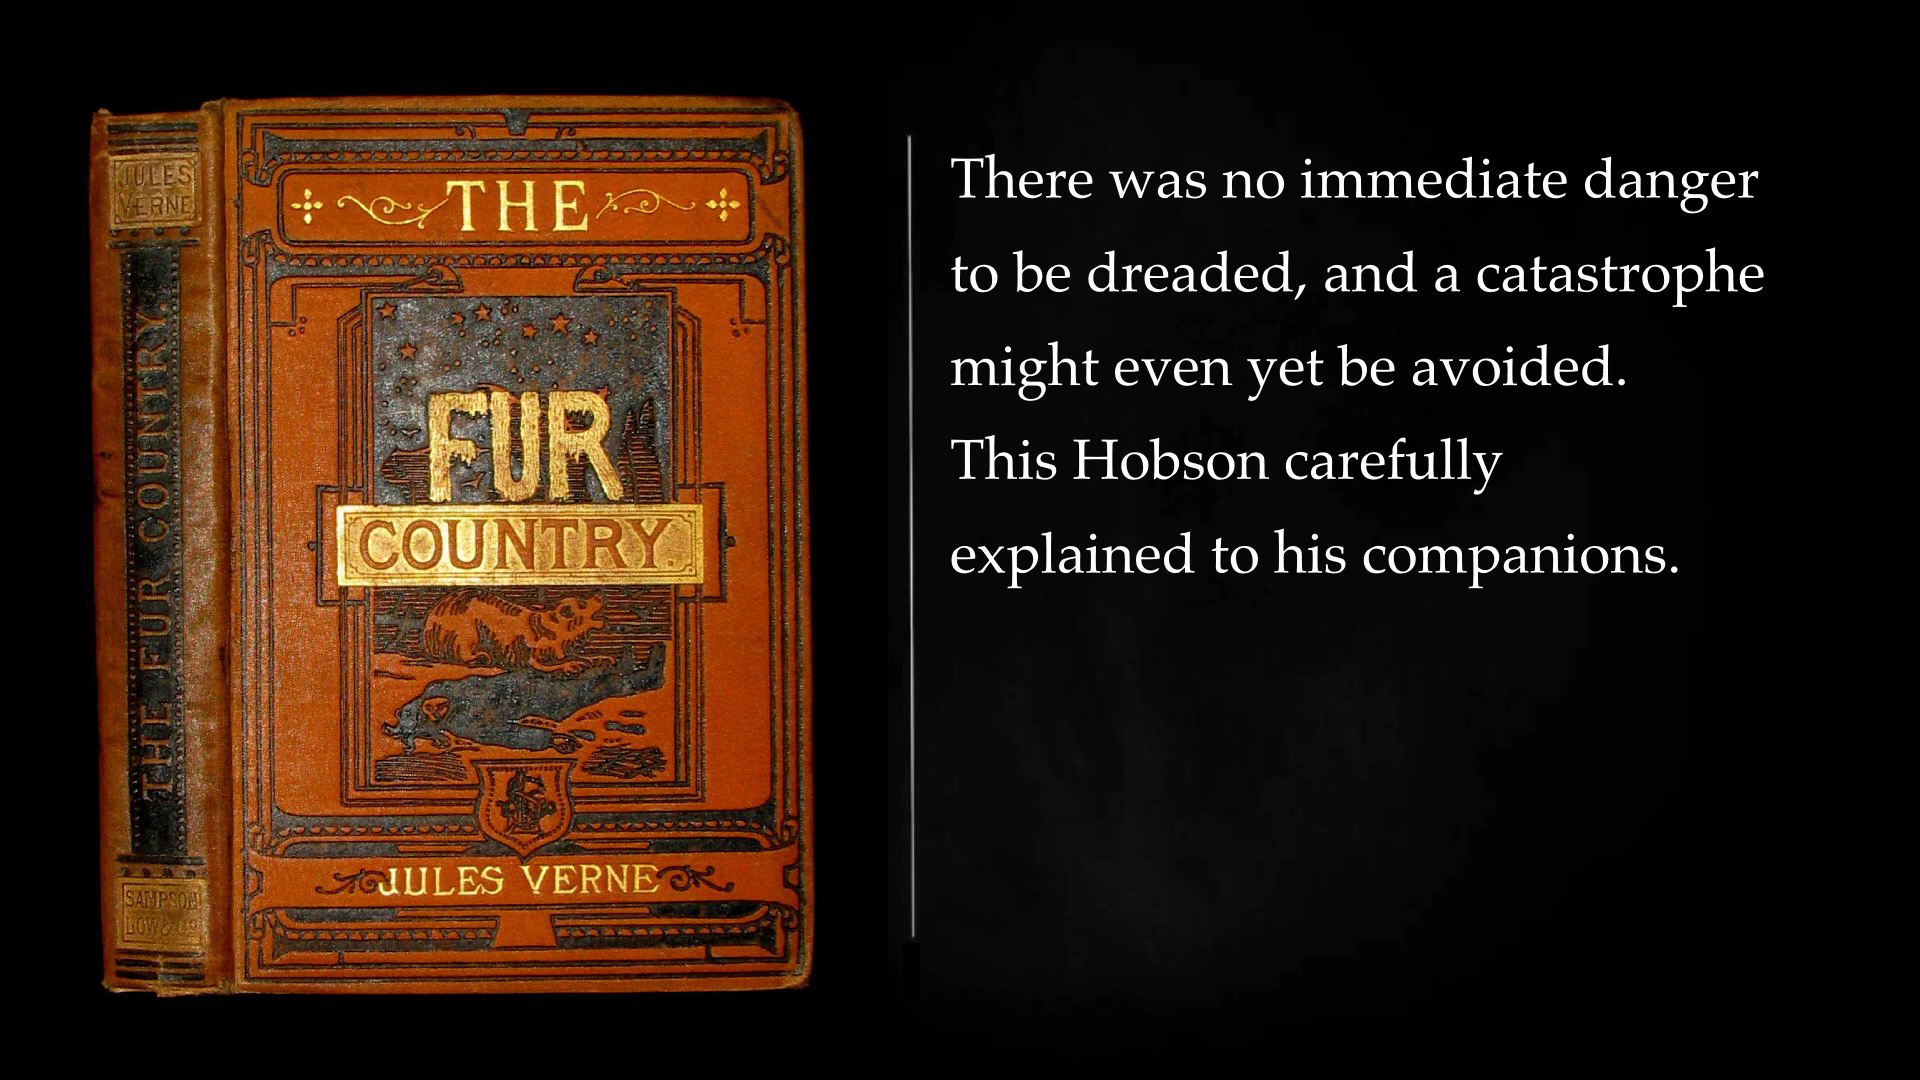 JULES
VERNE
THE FUR COUNTRY.
SAMPSON
LOW & Co
THE
FUR
COUNTRY.
JULES VERNE
There was no immediate danger
to be dreaded, and a catastrophe
might even yet be avoided.
This Hobson carefully
explained to his companions.